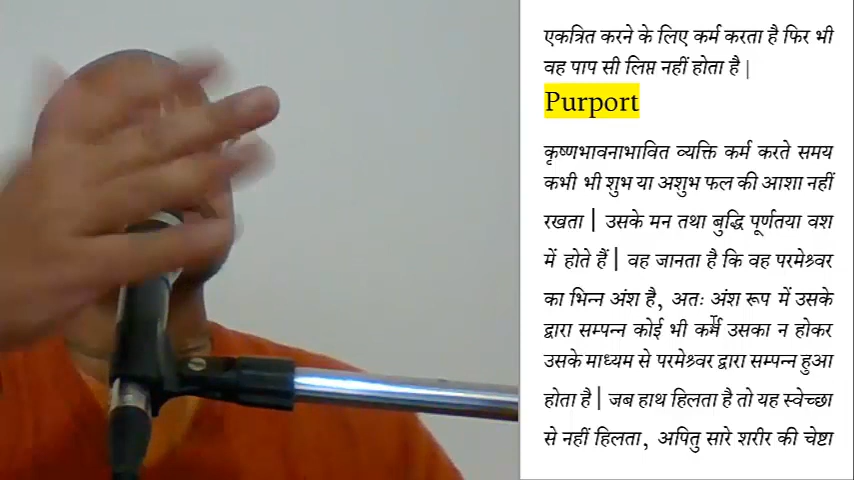 एकत्रित करने के लिए कर्म करता है फिर भी
वह पाप सी लिप्त नहीं होता है |
Purport
कृष्णभावनाभावित व्यक्ति कर्म करते समय
कभी भी शुभ या अशुभ फल की आशा नहीं
रखता | उसके मन तथा बुद्धि पूर्णतया वश
में होते हैं | वह जानता है कि वह परमेश्र्वर
का भिन्न अंश है, अतः अंश रूप में उसके
द्वारा सम्पन्न कोई भी कर्म उसका न होकर
उसके माध्यम से परमेश्र्वर द्वारा सम्पन्न हुआ
होता है | जब हाथ हिलता है तो यह स्वेच्छा
से नहीं हिलता, अपितु सारे शरीर की चेष्टा